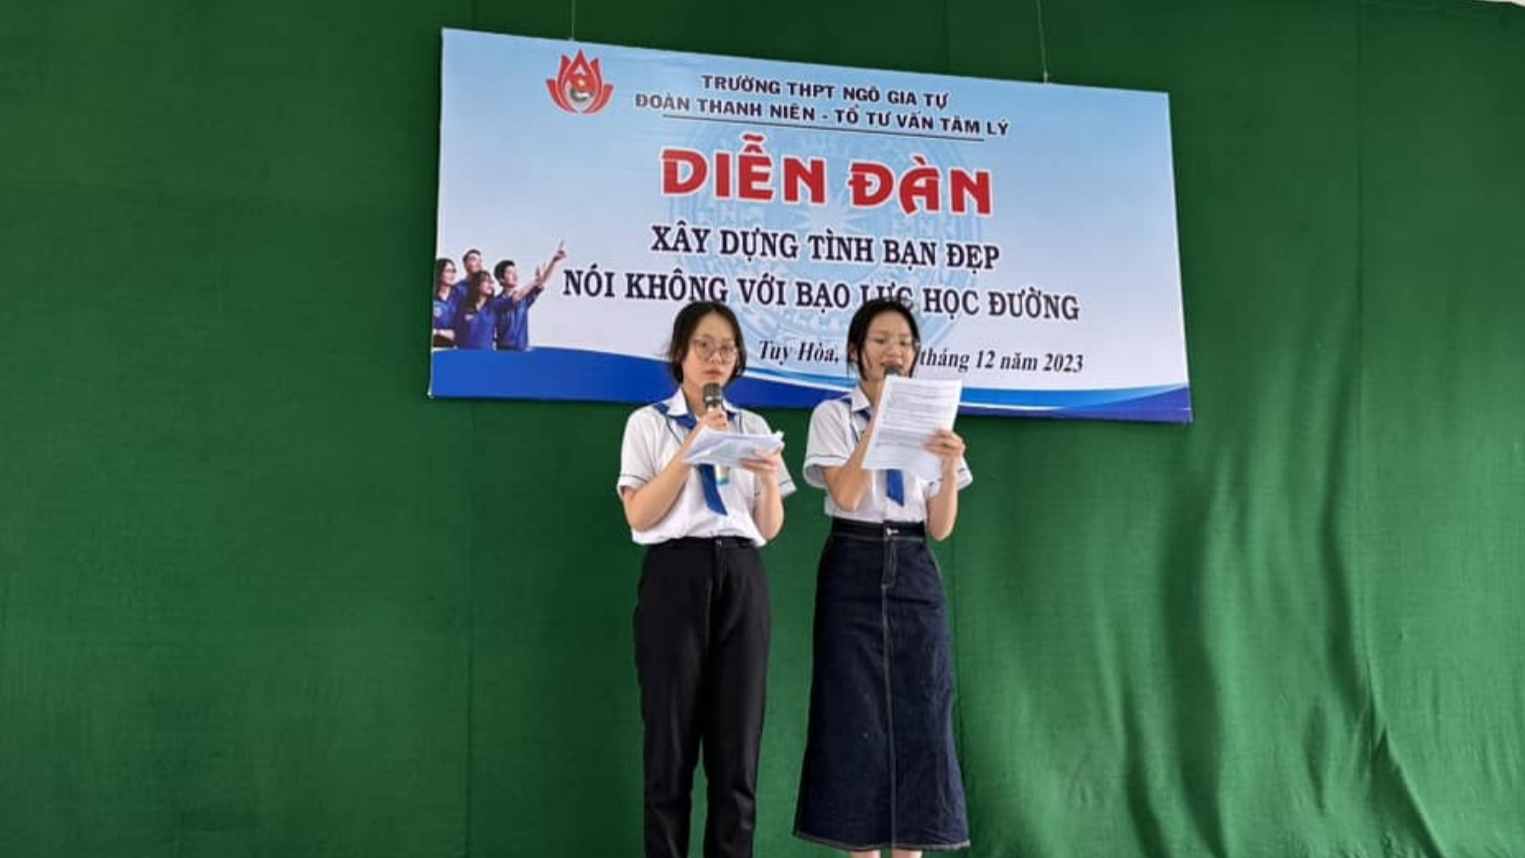 TRƯỜNG THPT NGÔ GIA TỰ
ĐOÀN THANH NIÊN - TỔ TƯ VẤN TÂM LÝ
DIỄN ĐÀN
XÂY DỰNG TÌNH BẠN ĐẸP
NÓI KHÔNG VỚI BẠO LỰC HỌC ĐƯỜNG
Tuy Hòa, tháng 12 năm 2023